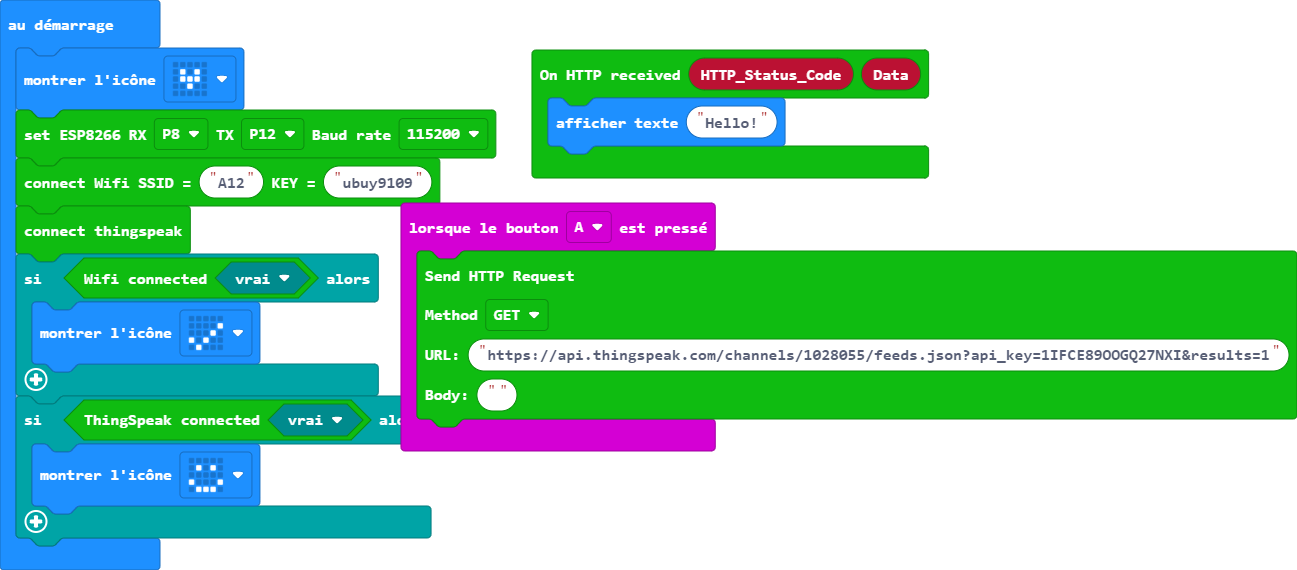 au démarrage
montrer l'icône
set ESP8266 RX P8 TX P12 Baud rate 115200
connect Wifi SSID = "A12" KEY = "ubuy9109"
connect thingspeak
si Wifi connected vrai alors
montrer l'icône
si ThingSpeak connected vrai alo
montrer l'icône
On HTTP received HTTP_Status_Code Data
afficher texte "Hello!"
lorsque le bouton A est pressé
Send HTTP Request
Method GET
URL: "https://api.thingspeak.com/channels/1028055/feeds.json?api_key=1IFCE89OOGQ27NXI&results=1"
Body: " "